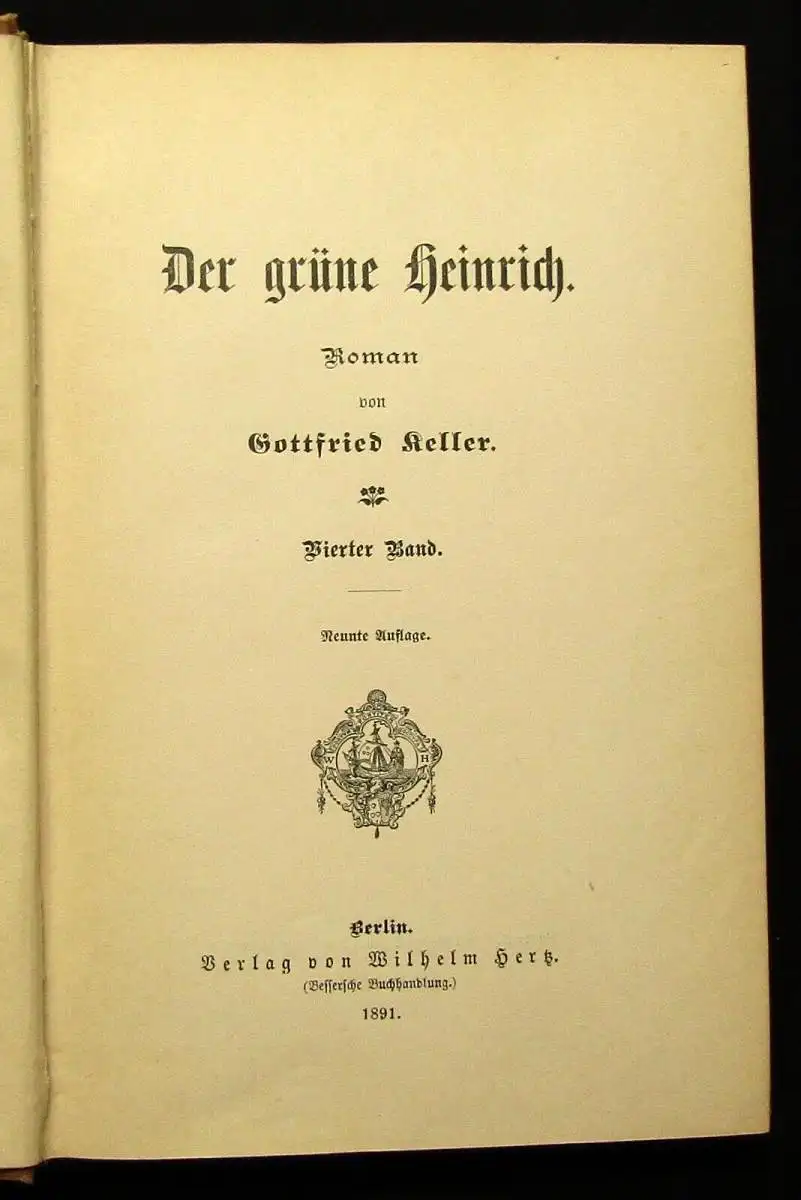 Der grüne Heinrich.
Roman
von
Gottfried Keller.
Vierter Band.
Neunte Auflage.
W H
Berlin.
Verlag von Wilhelm Hertz.
(Bessersche Buchhandlung.)
1891.